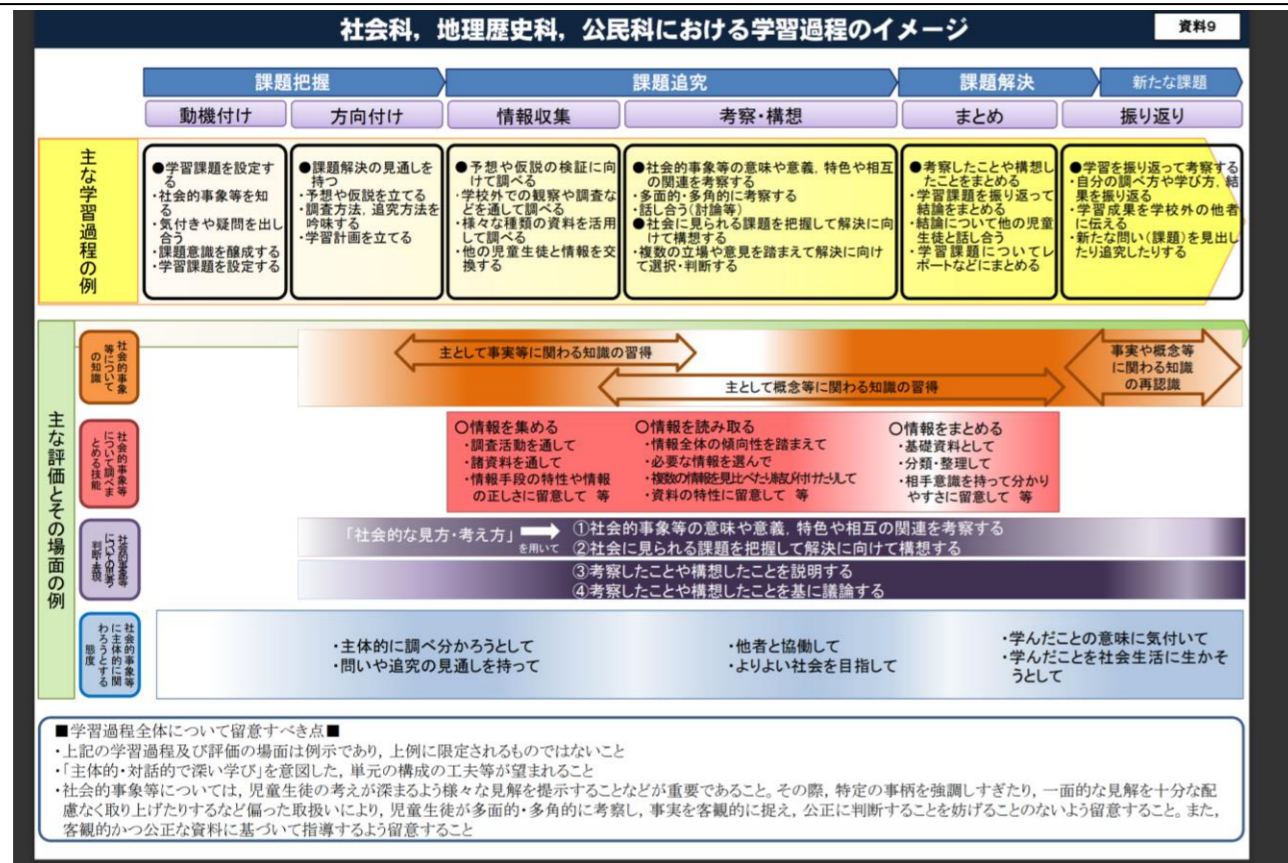 社会科，地理歴史科，公民科における学習過程のイメージ
資料9
課題把握
課題追究
課題解決
新たな課題
動機付け
方向付け
情報収集
考察・構想
まとめ
振り返り
主な学習過程の例
●学習課題を設定す
る
・社会的事象等を知
る
・気付きや疑問を出し
合う
・課題意識を醸成する
・学習課題を設定する
●課題解決の見通しを
持つ
・予想や仮説を立てる
・調査方法，追究方法を
吟味する
・学習計画を立てる
●予想や仮説の検証に向
けて調べる
・学校外での観察や調査な
どを通して調べる
・様々な種類の資料を活用
して調べる
・他の児童生徒と情報を交
換する
●社会的事象等の意味や意義，特色や相互
の関連を考察する
・多面的・多角的に考察する
・話し合う（討論等）
●社会に見られる課題を把握して解決に向
けて構想する
・複数の立場や意見を踏まえて解決に向け
て選択・判断する
●考察したことや構想し
たことをまとめる
・学習課題を振り返って
結論をまとめる
・結論について他の児童
生徒と話し合う
・学習課題についてレ
ポートなどにまとめる
●学習を振り返って考察する
・自分の調べ方や学び方，結
果を振り返る
・学習成果を学校外の他者
に伝える
・新たな問い（課題）を見出し
たり追究したりする
主な評価とその場面の例
社会的事象
等について
の知識
主として事実等に関わる知識の習得
主として概念等に関わる知識の習得
事実や概念等
に関わる知識
の再認識
社会的事象等
について調べま
とめる技能
○情報を集める
・調査活動を通して
・諸資料を通して
・情報手段の特性や情報
の正しさに留意して 等
○情報を読み取る
・情報全体の傾向性を踏まえて
・必要な情報を選んで
・複数の情報を見比べたり結び付けたりして
・資料の特性に留意して 等
○情報をまとめる
・基礎資料として
・分類・整理して
・相手意識を持って分かり
やすさに留意して 等
社会的事象等
についての思考・
判断・表現
「社会的な見方・考え方」
を用いて
①社会的事象等の意味や意義，特色や相互の関連を考察する
②社会に見られる課題を把握して解決に向けて構想する
③考察したことや構想したことを説明する
④考察したことや構想したことを基に議論する
社会的事象等
に主体的に関
わろうとする
態度
・主体的に調べ分かろうとして
・問いや追究の見通しを持って
・他者と協働して
・よりよい社会を目指して
・学んだことの意味に気付いて
・学んだことを社会生活に生かそ
うとして
■学習過程全体について留意すべき点■
・上記の学習過程及び評価の場面は例示であり，上例に限定されるものではないこと
・「主体的・対話的で深い学び」を意図した，単元の構成の工夫等が望まれること
・社会的事象等については，児童生徒の考えが深まるよう様々な見解を提示することなどが重要であること。その際，特定の事柄を強調しすぎたり，一面的な見解を十分な配
慮なく取り上げたりするなど偏った取扱いにより，児童生徒が多面的・多角的に考察し，事実を客観的に捉え，公正に判断することを妨げることのないよう留意すること。また，
客観的かつ公正な資料に基づいて指導するよう留意すること